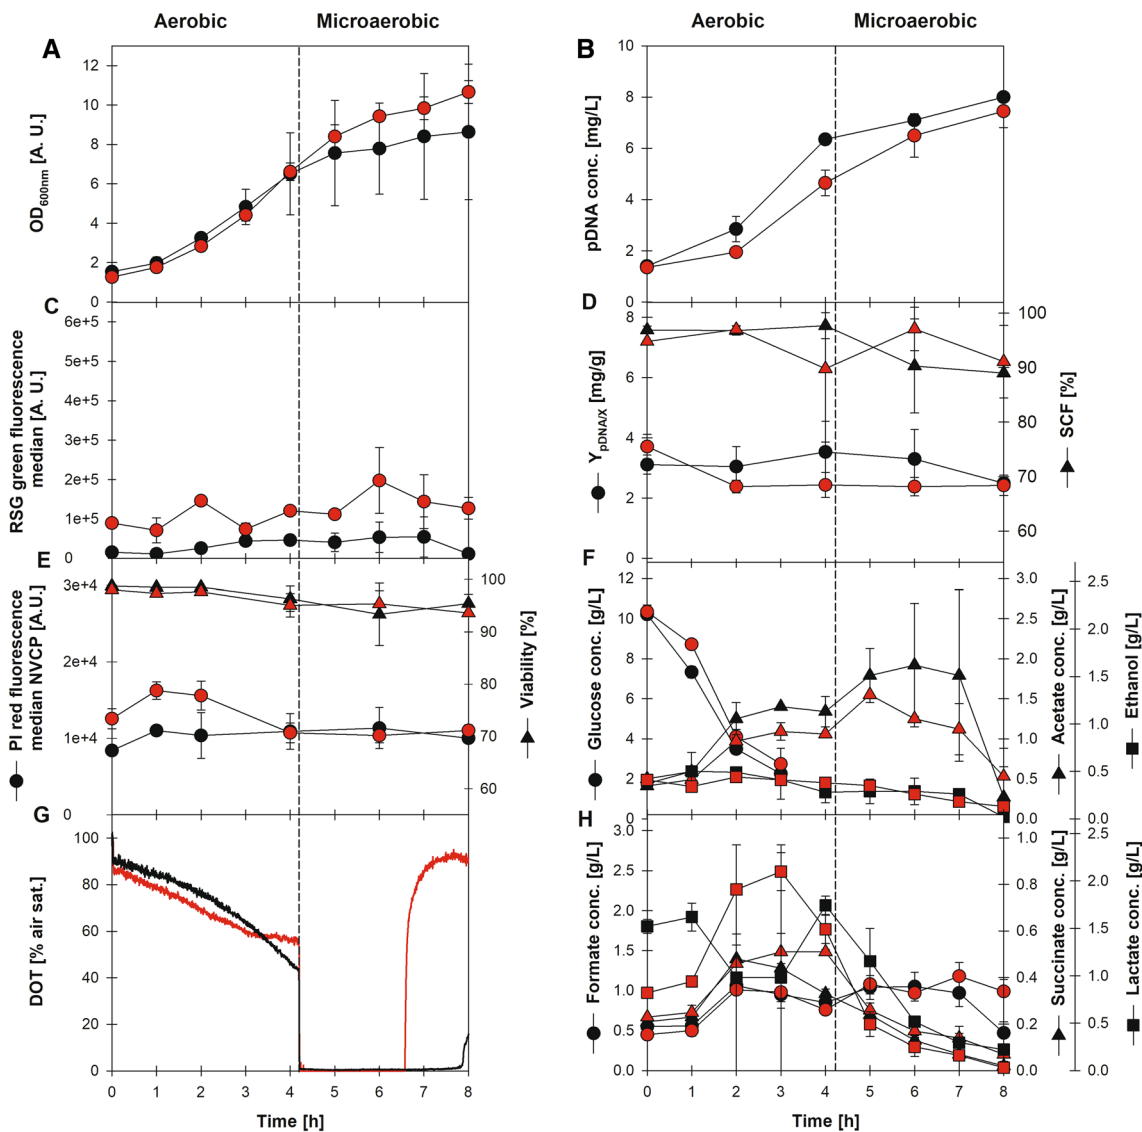 Aerobic Microaerobic Aerobic Microaerobic
A
OD600nm [A. U.]
12
10
8
6
4
2
0
B
pDNA conc. [mg/L]
10
8
6
4
2
0
C
RSG green fluorescence
median [A. U.]
6e+5
5e+5
4e+5
3e+5
2e+5
1e+5
0
D
YpDNA/X [mg/g]
8
6
4
2
0
100
90
80
70
60
SCF [%]
E
PI red fluorescence
median NVCP [A.U.]
3e+4
2e+4
1e+4
0
100
90
80
70
60
Viability [%]
F
Glucose conc. [g/L]
12
10
8
6
4
2
0
3.0
2.5
2.0
1.5
1.0
0.5
0.0
Acetate conc. [g/L]
2.5
2.0
1.5
1.0
0.5
0.0
Ethanol [g/L]
G
DOT [% air sat.]
100
80
60
40
20
0
0 1 2 3 4 5 6 7 8
Time [h]
H
Formate conc. [g/L]
3.0
2.5
2.0
1.5
1.0
0.5
0.0
1.0
0.8
0.6
0.4
0.2
0.0
Succinate conc. [g/L]
2.5
2.0
1.5
1.0
0.5
0.0
Lactate conc. [g/L]
0 1 2 3 4 5 6 7 8
Time [h]